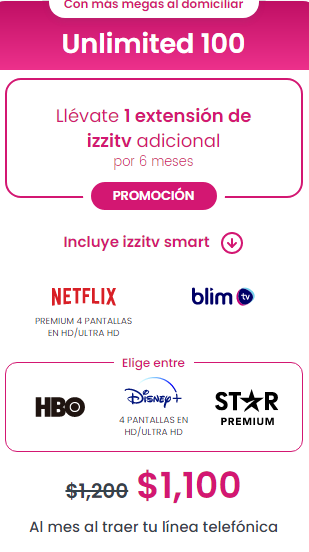 Con más megas al domiciliar
Unlimited 100
Llévate 1 extensión de
izzitv adicional
por 6 meses
PROMOCIÓN
Incluye izzitv smart
NETFLIX
blim tv
PREMIUM 4 PANTALLAS
EN HD/ULTRA HD
Elige entre
HBO
Disney+
STAR
PREMIUM
4 PANTALLAS EN
HD/ULTRA HD
$1,200 $1,100
Al mes al traer tu línea telefónica